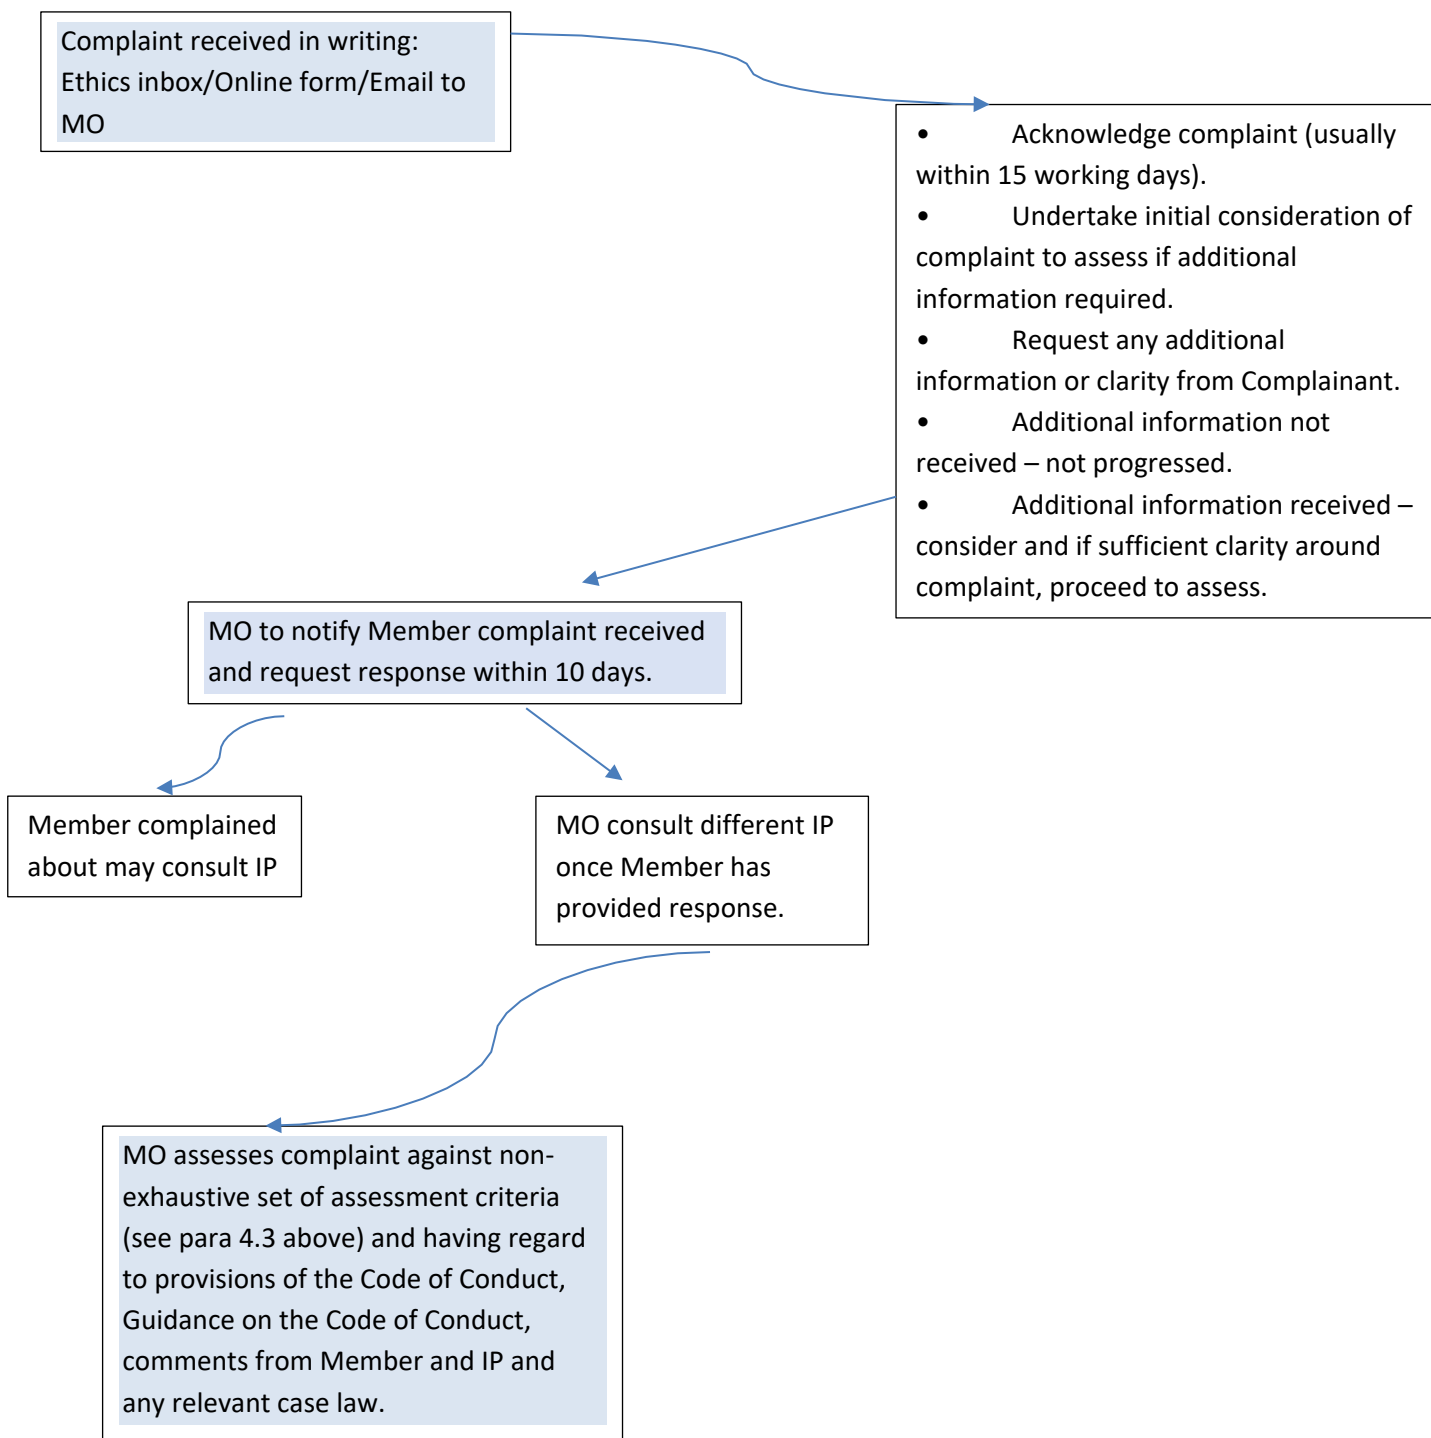 Complaint received in writing:
Ethics inbox/Online form/Email to
MO
• Acknowledge complaint (usually
within 15 working days).
• Undertake initial consideration of
complaint to assess if additional
information required.
• Request any additional
information or clarity from Complainant.
• Additional information not
received – not progressed.
• Additional information received –
consider and if sufficient clarity around
complaint, proceed to assess.
MO to notify Member complaint received
and request response within 10 days.
Member complained
about may consult IP
MO consult different IP
once Member has
provided response.
MO assesses complaint against non-
exhaustive set of assessment criteria
(see para 4.3 above) and having regard
to provisions of the Code of Conduct,
Guidance on the Code of Conduct,
comments from Member and IP and
any relevant case law.